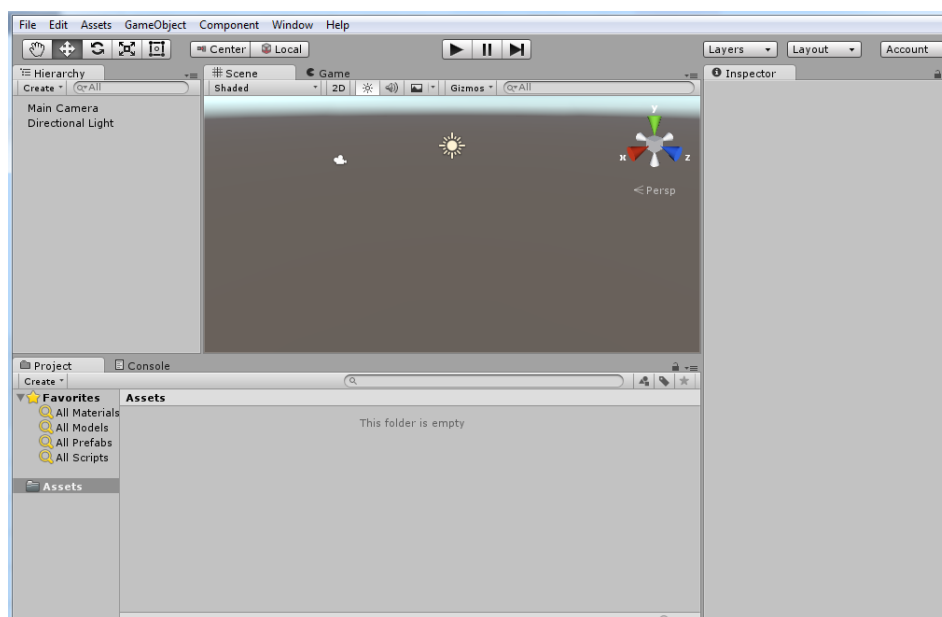 File Edit Assets GameObject Component Window Help
Center Local Layers Layout Account
Hierarchy
Create All
Main Camera
Directional Light
Scene Game
Shaded 2D Gizmos All
y
x z
Persp
Inspector
Project Console
Create
Favorites
All Materials
All Models
All Prefabs
All Scripts
Assets
Assets
This folder is empty